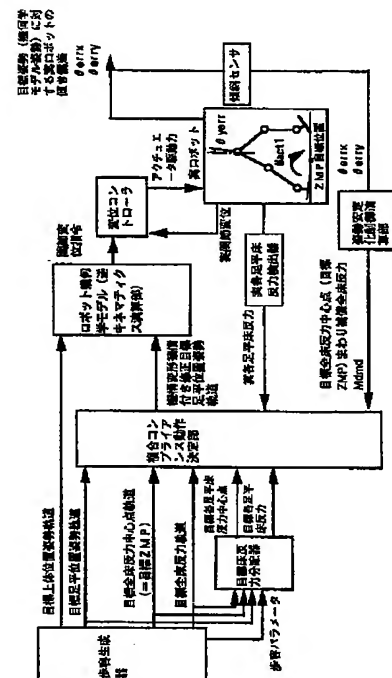 歩容生成
器
目標上体位置姿勢軌道
目標足平位置姿勢軌道
目標全床反力中心点軌道
(=目標ZMP)
目標全床反力軌道
歩容パラメータ
目標床反
力分配器
目標各足平床
反力中心点
目標各足平
床反力
複合コン
プライア
ンス動作
決定部
機構変形補償
付き修正目標
足平位置姿勢
軌道
実各足平床反力
ロボット幾何
学モデル(逆
キネマティク
ス演算部)
関節変
位指令
変位コン
トローラ
アクチュエ
ータ駆動力
実関節変位
実ロボット
θyerr
Mact1
ZMP目標位置
実各足平床
反力検出器
傾斜センサ
目標姿勢(幾何学
モデル姿勢)に対
する実ロボットの
位置偏差
θerrx
θerry
θerrx
θerry
姿勢安定
化制御演
算部
目標全床反力中心点(目標
ZMP)まわり補償全床反力
Mdmd